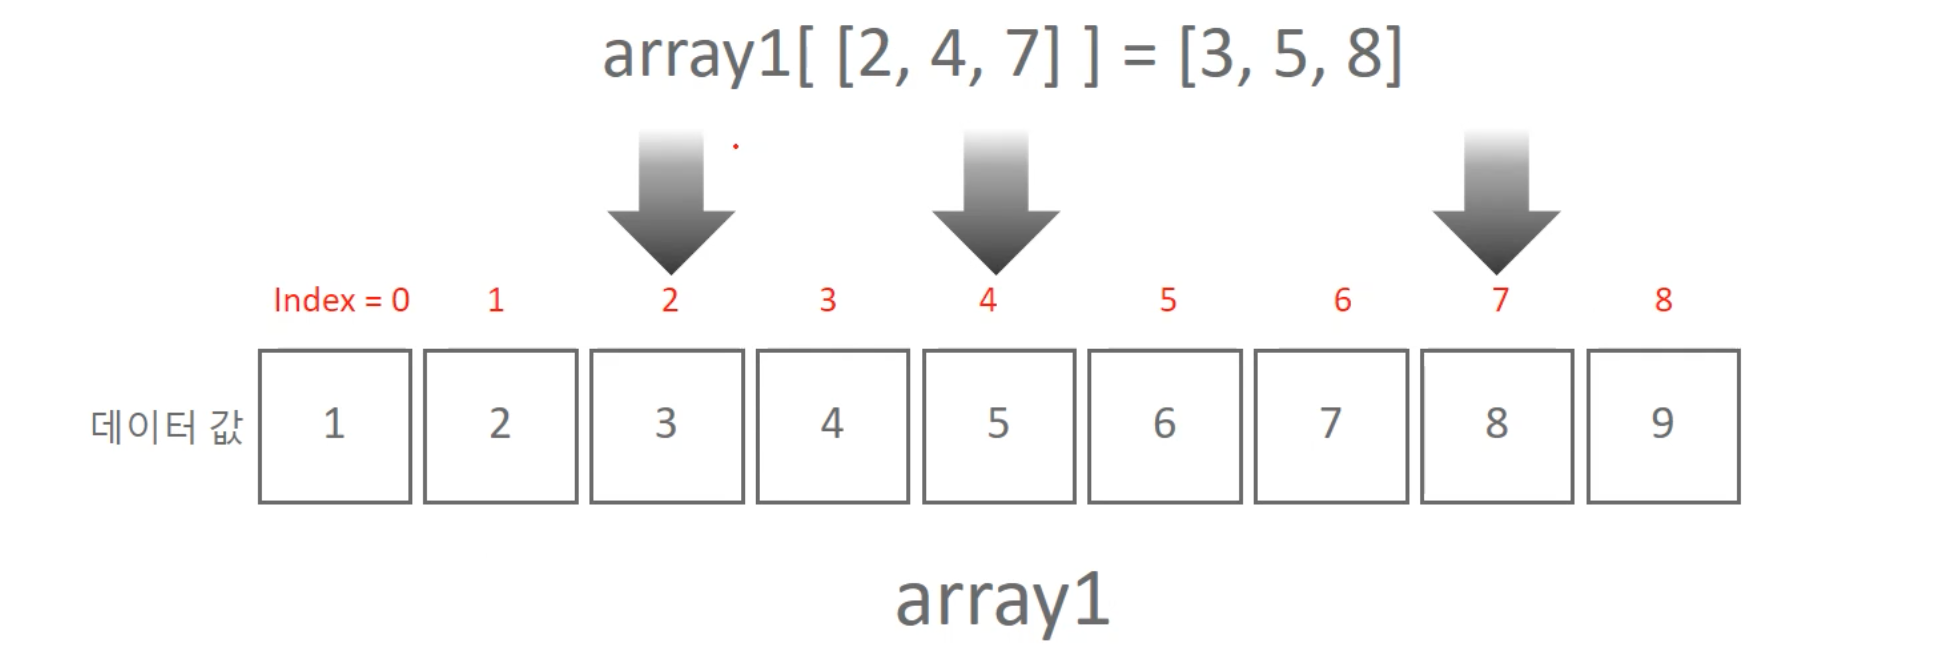 array1[ [2, 4, 7] ] = [3, 5, 8]
Index = 0 1 2 3 4 5 6 7 8
데이터 값 1 2 3 4 5 6 7 8 9
array1